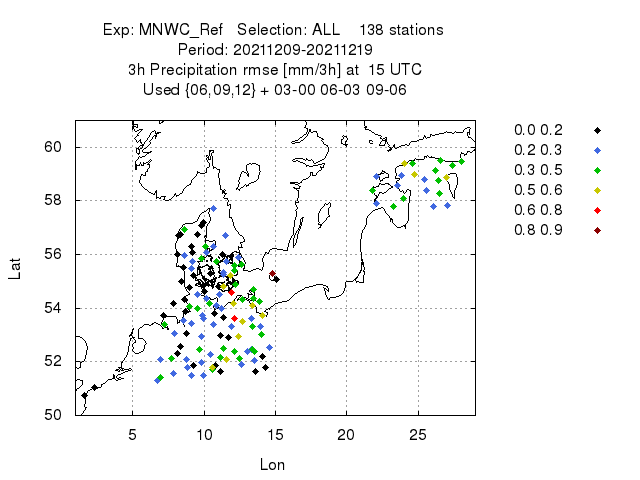 Exp: MNWC_Ref   Selection: ALL    138 stations
Period: 20211209-20211219
3h Precipitation rmse [mm/3h] at  15 UTC
Used {06,09,12} + 03-00 06-03 09-06
0.0 0.2
0.2 0.3
0.3 0.5
0.5 0.6
0.6 0.8
0.8 0.9
60
58
56
54
52
50
Lat
5 10 15 20 25
Lon